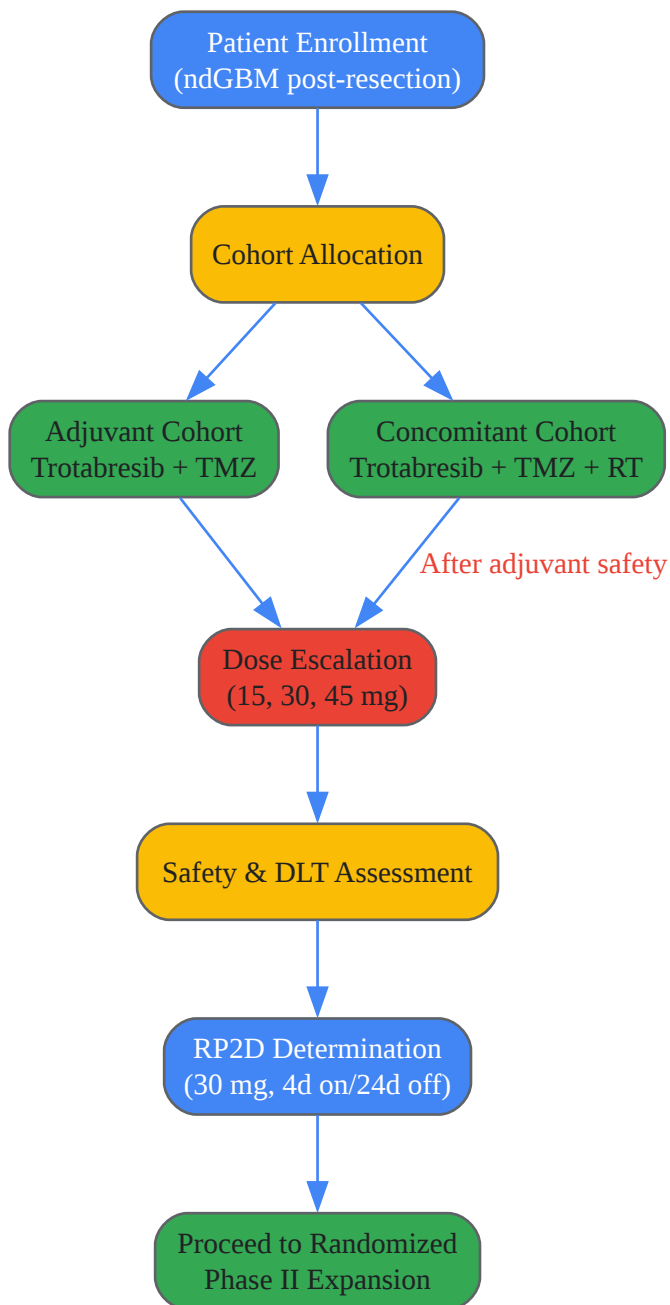 Patient Enrollment
(ndGBM post-resection)
Cohort Allocation
Adjuvant Cohort
Trotabresib + TMZ
Concomitant Cohort
Trotabresib + TMZ + RT
After adjuvant safety
Dose Escalation
(15, 30, 45 mg)
Safety & DLT Assessment
RP2D Determination
(30 mg, 4d on/24d off)
Proceed to Randomized
Phase II Expansion